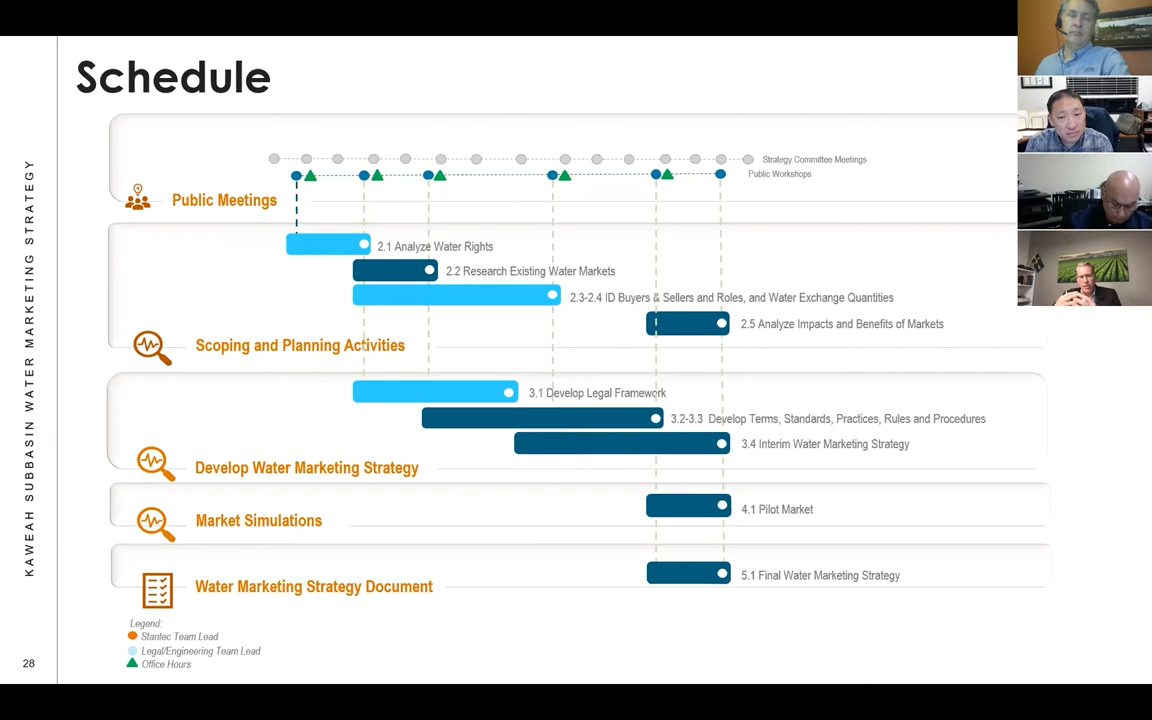 Schedule
KAWEAH SUBBASIN WATER MARKETING STRATEGY
Strategy Committee Meetings
Public Workshops
Public Meetings
2.1 Analyze Water Rights
2.2 Research Existing Water Markets
2.3-2.4 ID Buyers & Sellers and Roles, and Water Exchange Quantities
2.5 Analyze Impacts and Benefits of Markets
Scoping and Planning Activities
3.1 Develop Legal Framework
3.2-3.3 Develop Terms, Standards, Practices, Rules and Procedures
3.4 Interim Water Marketing Strategy
Develop Water Marketing Strategy
4.1 Pilot Market
Market Simulations
5.1 Final Water Marketing Strategy
Water Marketing Strategy Document
Legend:
Stantec Team Lead
Legal/Engineering Team Lead
Office Hours
28